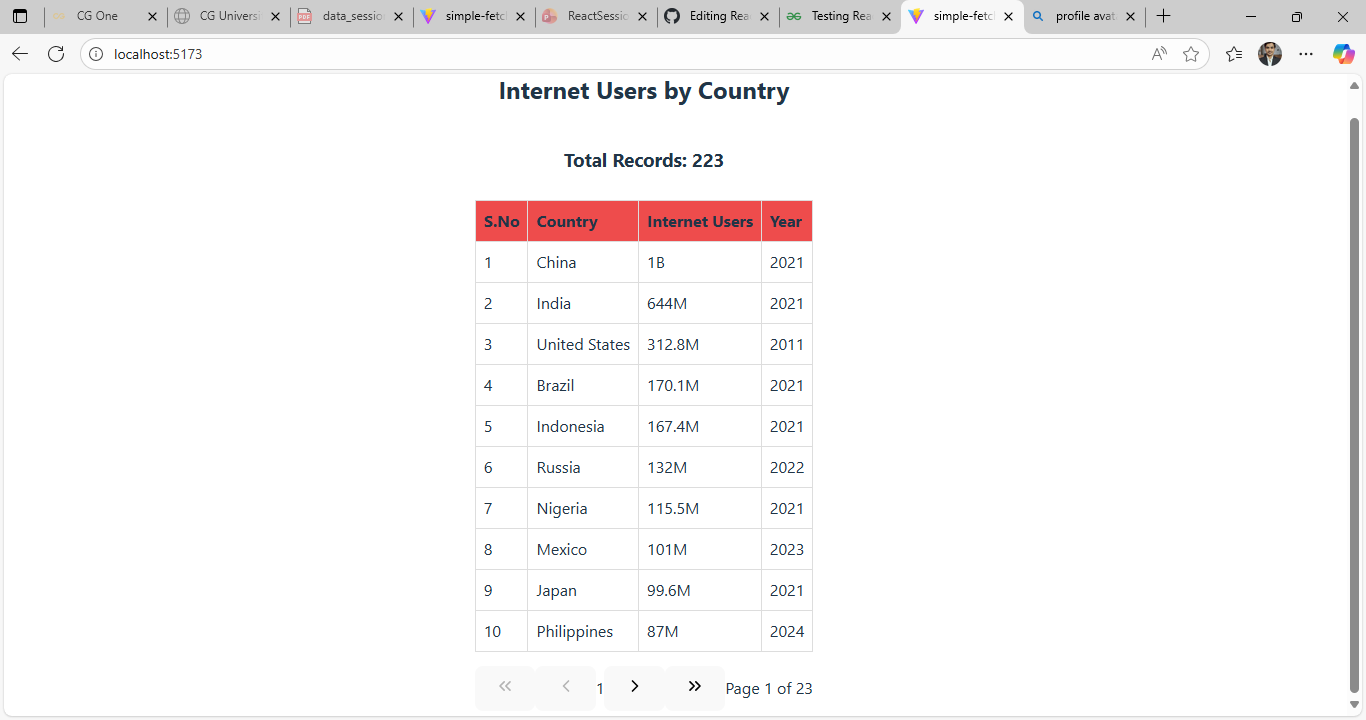 CG One
CG Universi
data_sessio
simple-fetc
ReactSessio
Editing Rea
Testing Rea
simple-fetc
profile avat
localhost:5173
Internet Users by Country
Total Records: 223
S.No Country Internet Users Year
1 China 1B 2021
2 India 644M 2021
3 United States 312.8M 2011
4 Brazil 170.1M 2021
5 Indonesia 167.4M 2021
6 Russia 132M 2022
7 Nigeria 115.5M 2021
8 Mexico 101M 2023
9 Japan 99.6M 2021
10 Philippines 87M 2024
« ‹ 1 › » Page 1 of 23